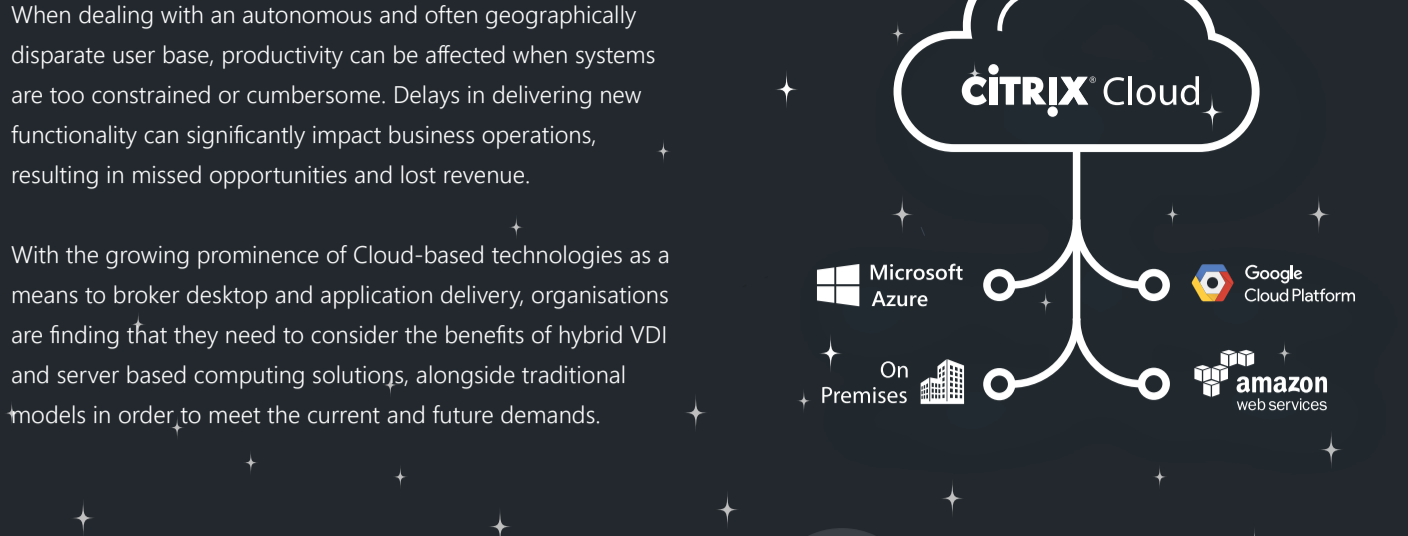 When dealing with an autonomous and often geographically
disparate user base, productivity can be affected when systems
are too constrained or cumbersome. Delays in delivering new
functionality can significantly impact business operations,
resulting in missed opportunities and lost revenue.
With the growing prominence of Cloud-based technologies as a
means to broker desktop and application delivery, organisations
are finding that they need to consider the benefits of hybrid VDI
and server based computing solutions, alongside traditional
models in order to meet the current and future demands.
CITRIX® Cloud
Microsoft
Azure
Google
Cloud Platform
On
Premises
amazon
web services